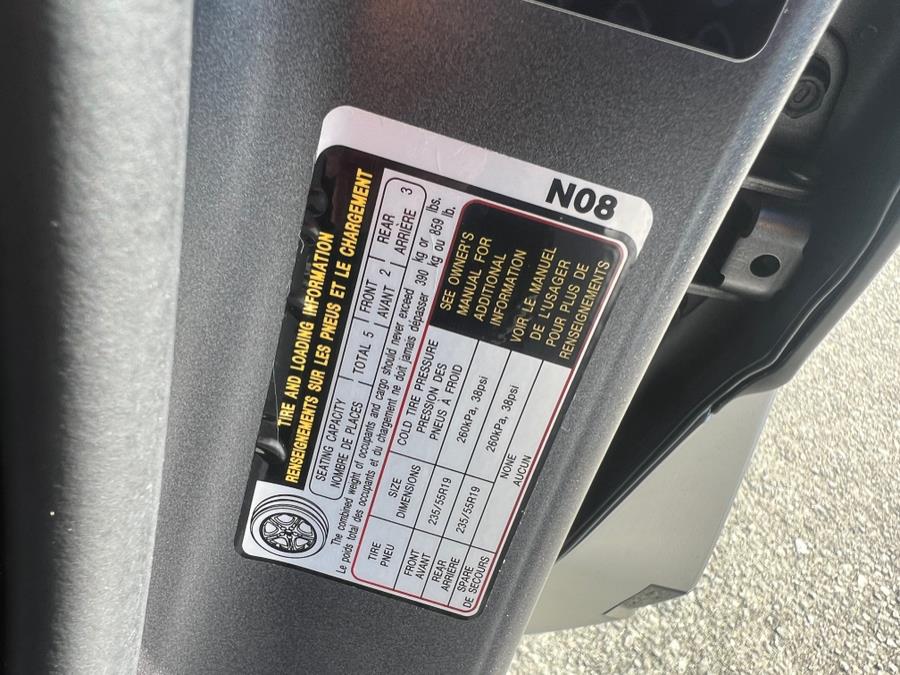 N08
TIRE AND LOADING INFORMATION
RENSEIGNEMENTS SUR LES PNEUS ET LE CHARGEMENT
SEATING CAPACITY
NOMBRE DE PLACES
TOTAL 5
FRONT
AVANT 2
REAR
ARRIÈRE 3
The combined weight of occupants and cargo should never exceed 390 kg or 859 lbs.
Le poids total des occupants et du chargement ne doit jamais dépasser 390 kg ou 859 lb.
TIRE
PNEU
SIZE
DIMENSIONS
COLD TIRE PRESSURE
PRESSION DES
PNEUS À FROID
FRONT
AVANT
235/55R19
260kPa, 38psi
REAR
ARRIÈRE
235/55R19
260kPa, 38psi
SPARE
DE SECOURS
NONE
AUCUN
SEE OWNER'S
MANUAL FOR
ADDITIONAL
INFORMATION
VOIR LE MANUEL
DE L'USAGER
POUR PLUS DE
RENSEIGNEMENTS